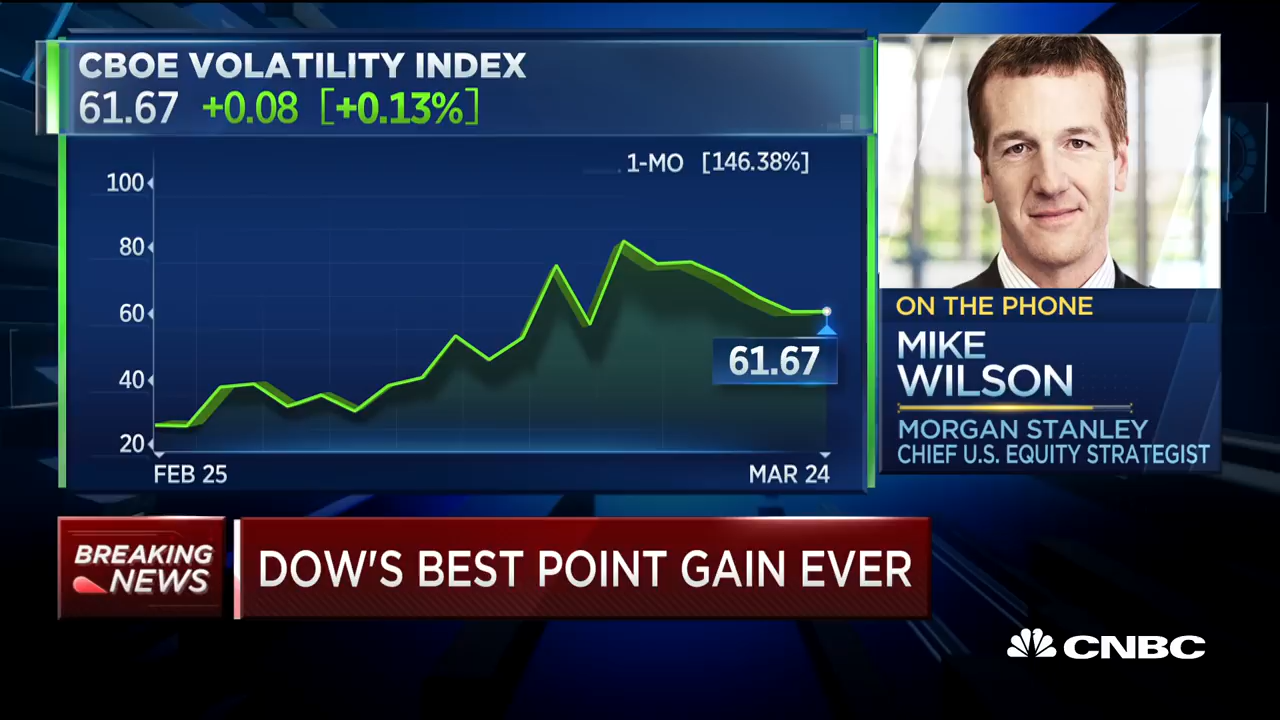 CBOE VOLATILITY INDEX
61.67 +0.08 [+0.13%]
1-MO [146.38%]
100
80
60
40
20
61.67
FEB 25
MAR 24
ON THE PHONE
MIKE
WILSON
MORGAN STANLEY
CHIEF U.S. EQUITY STRATEGIST
BREAKING
NEWS
DOW'S BEST POINT GAIN EVER
CNBC